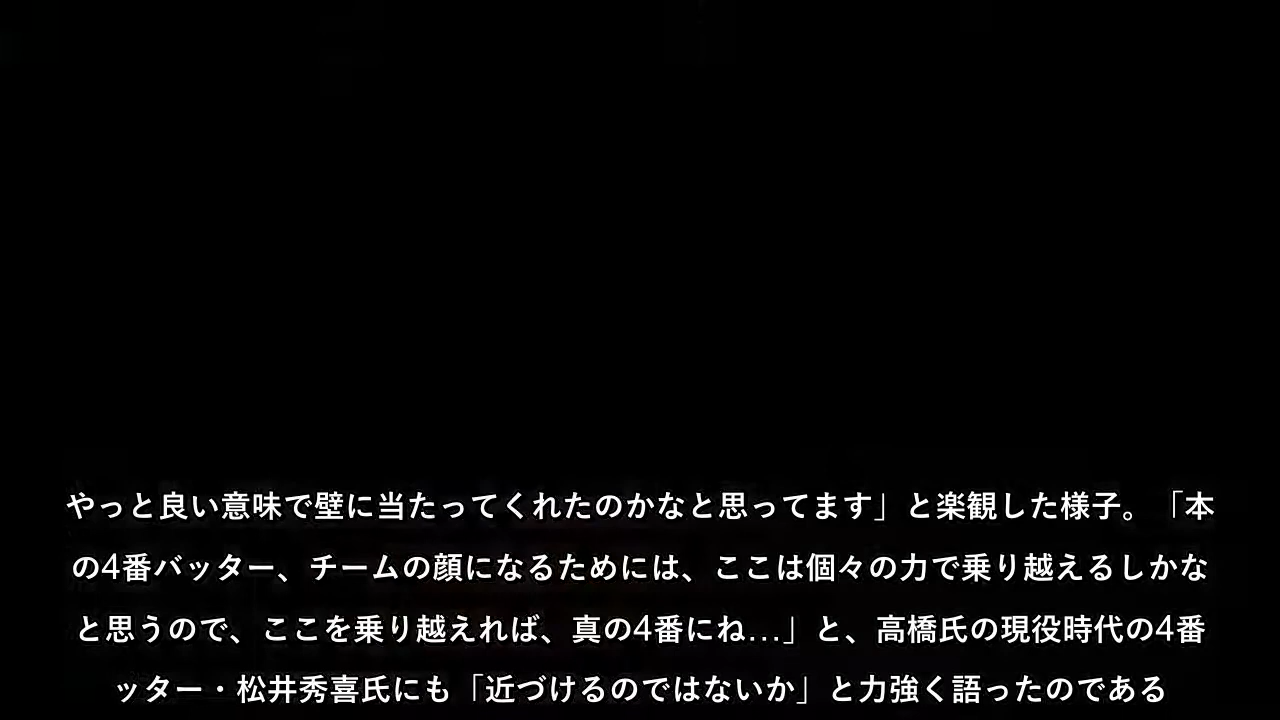 やっと良い意味で壁に当たってくれたのかなと思ってます」と楽観した様子。「本
の4番バッター、チームの顔になるためには、ここは個々の力で乗り越えるしかな
と思うので、ここを乗り越えれば、真の4番にね…」と、高橋氏の現役時代の4番
ッター・松井秀喜氏にも「近づけるのではないか」と力強く語ったのである